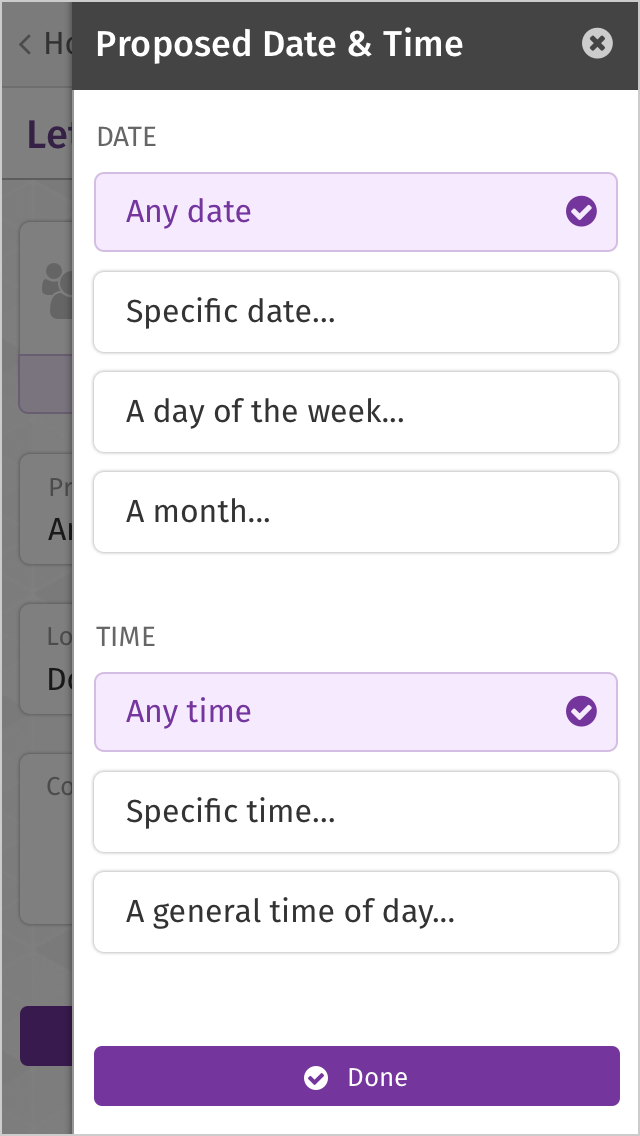 Proposed Date & Time
DATE
Any date
Specific date...
A day of the week...
A month...
TIME
Any time
Specific time...
A general time of day...
Done